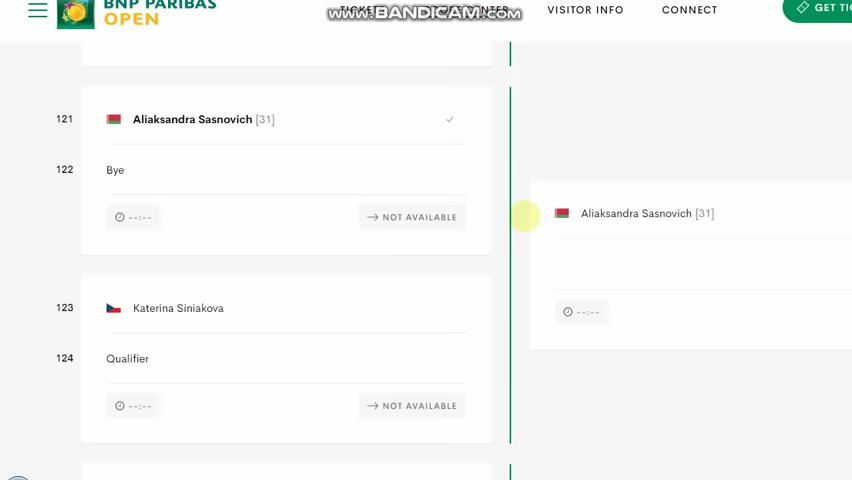 BNP PARIBAS
OPEN
www.BANDICAM.com
VISITOR INFO
CONNECT
GET TI
121
Aliaksandra Sasnovich [31]
122
Bye
--:--
NOT AVAILABLE
Aliaksandra Sasnovich [31]
--:--
123
Katerina Siniakova
124
Qualifier
--:--
NOT AVAILABLE